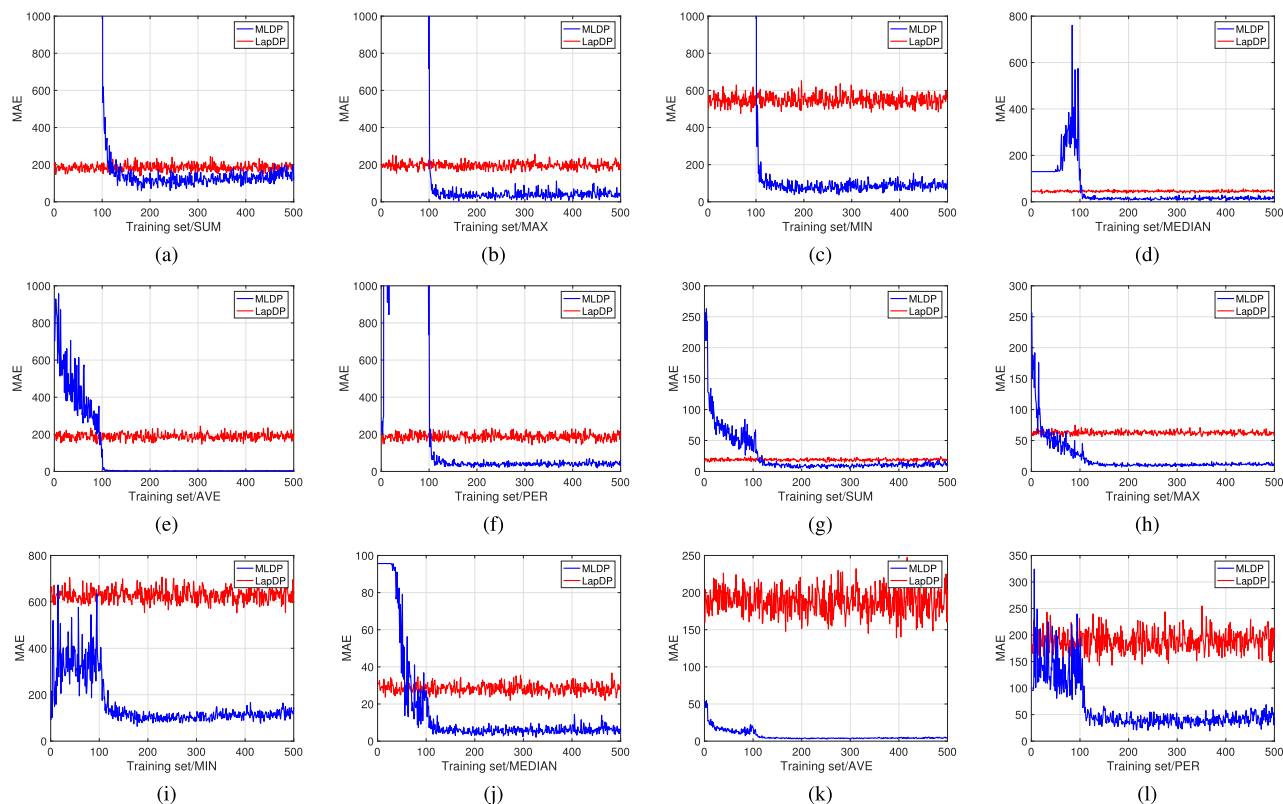 1000
800
600
400
200
0
MAE
MLDP
LapDP
0 100 200 300 400 500
Training set/SUM
(a)
1000
800
600
400
200
0
MAE
MLDP
LapDP
0 100 200 300 400 500
Training set/MAX
(b)
1000
800
600
400
200
0
MAE
MLDP
LapDP
0 100 200 300 400 500
Training set/MIN
(c)
800
600
400
200
0
MAE
MLDP
LapDP
0 100 200 300 400 500
Training set/MEDIAN
(d)
1000
800
600
400
200
0
MAE
MLDP
LapDP
0 100 200 300 400 500
Training set/AVE
(e)
1000
800
600
400
200
0
MAE
MLDP
LapDP
0 100 200 300 400 500
Training set/PER
(f)
300
250
200
150
100
50
0
MAE
MLDP
LapDP
0 100 200 300 400 500
Training set/SUM
(g)
300
250
200
150
100
50
0
MAE
MLDP
LapDP
0 100 200 300 400 500
Training set/MAX
(h)
800
600
400
200
0
MAE
MLDP
LapDP
0 100 200 300 400 500
Training set/MIN
(i)
100
80
60
40
20
0
MAE
MLDP
LapDP
0 100 200 300 400 500
Training set/MEDIAN
(j)
250
200
150
100
50
0
MAE
MLDP
LapDP
0 100 200 300 400 500
Training set/AVE
(k)
350
300
250
200
150
100
50
0
MAE
MLDP
LapDP
0 100 200 300 400 500
Training set/PER
(l)